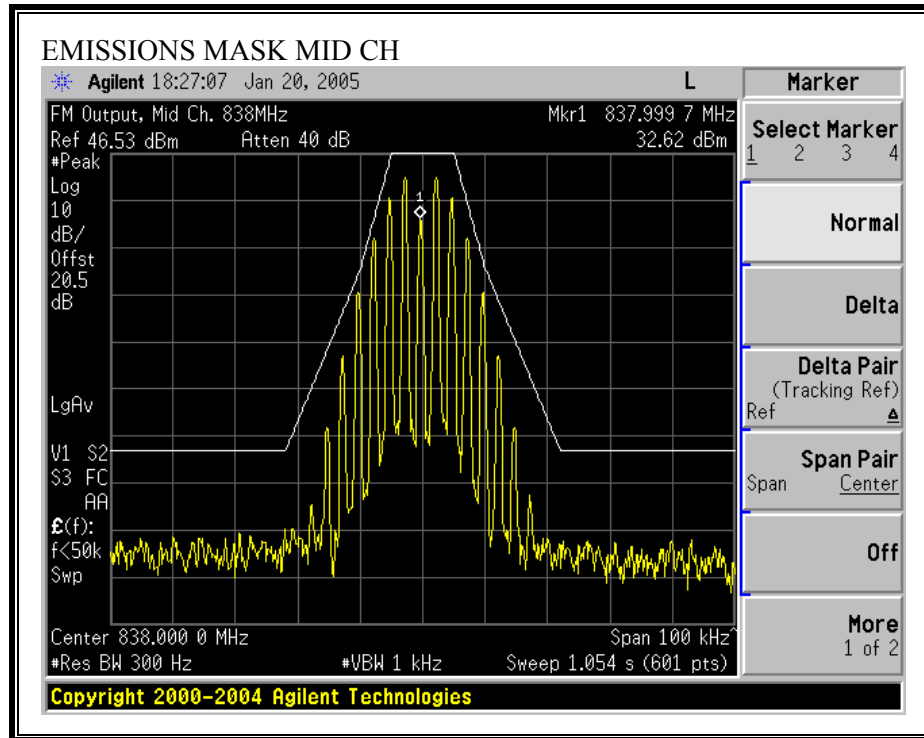 EMISSIONS MASK MID CH
Agilent 18:27:07 Jan 20, 2005 L
FM Output, Mid Ch. 838MHz Mkr1 837.999 7 MHz
Ref 46.53 dBm Atten 40 dB 32.62 dBm
#Peak
Log
10
dB/
Offst
20.5
dB
1
LgAv
V1 S2
S3 FC
AA
£(f):
f<50k
Swp
Center 838.000 0 MHz Span 100 kHz^
#Res BW 300 Hz #VBW 1 kHz Sweep 1.054 s (601 pts)
Copyright 2000-2004 Agilent Technologies
Marker
Select Marker
1 2 3 4
Normal
Delta
Delta Pair
(Tracking Ref)
Ref Δ
Span Pair
Span Center
Off
More
1 of 2